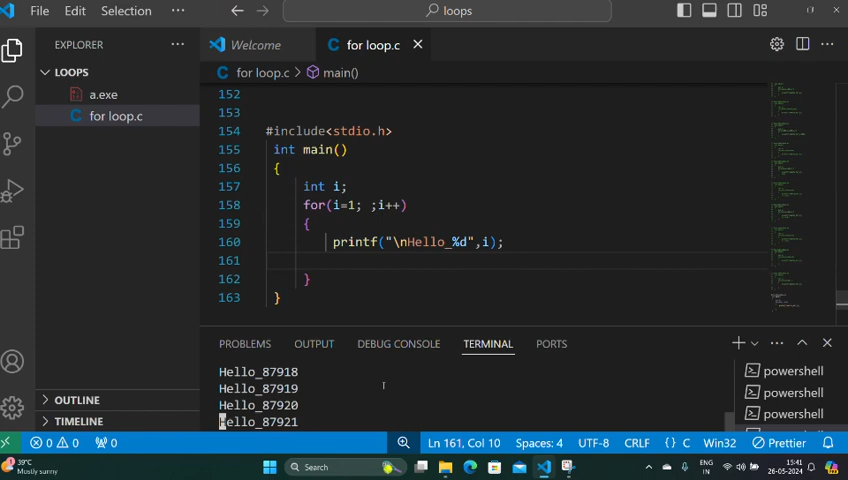 File Edit Selection ... loops
EXPLORER ... Welcome for loop.c
LOOPS for loop.c > main()
a.exe
for loop.c
152
153
154 #include<stdio.h>
155 int main()
156 {
157 int i;
158 for(i=1; ;i++)
159 {
160 printf("\nHello_%d",i);
161
162 }
163 }
PROBLEMS OUTPUT DEBUG CONSOLE TERMINAL PORTS
Hello_87918 powershell
Hello_87919 powershell
Hello_87920 powershell
Hello_87921
OUTLINE
TIMELINE
0 0 0 Ln 161, Col 10 Spaces: 4 UTF-8 CRLF {} C Win32 Prettier
39°C
Mostly sunny
Search
ENG
IN
15:41
26-05-2024